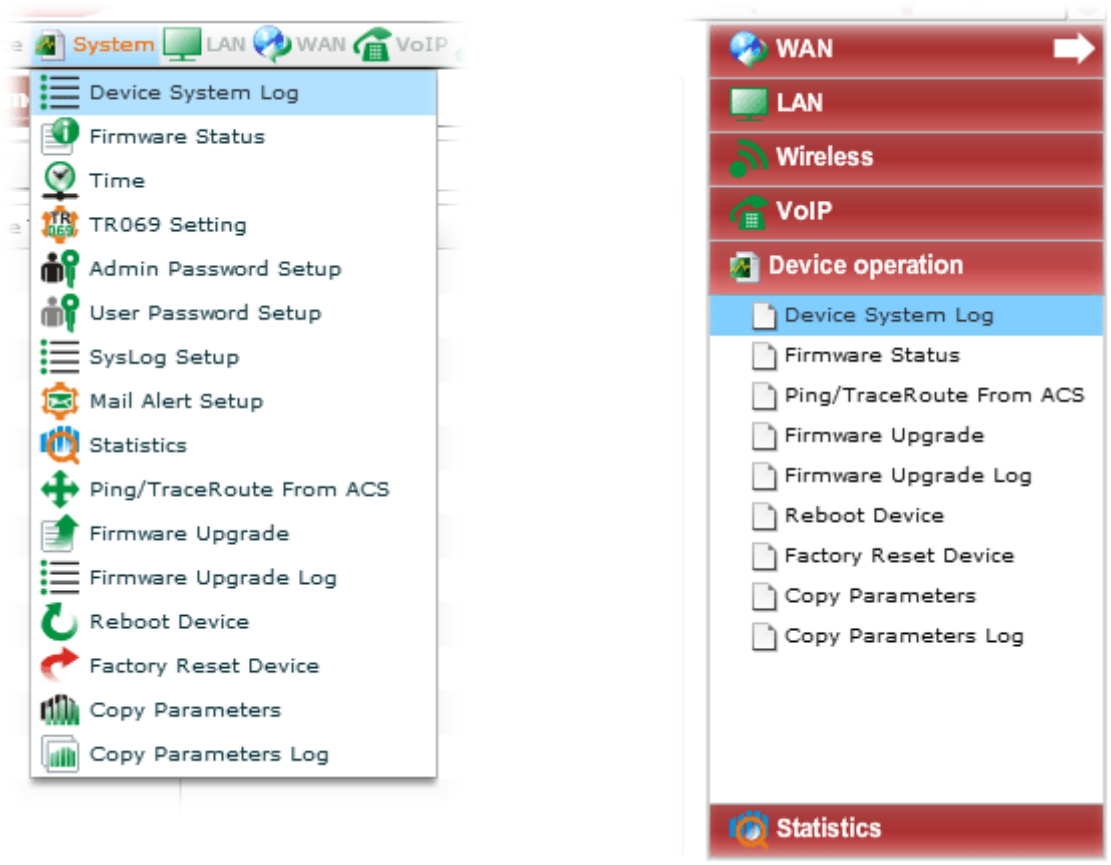 System LAN WAN VoIP
Device System Log
Firmware Status
Time
TR069 Setting
Admin Password Setup
User Password Setup
SysLog Setup
Mail Alert Setup
Statistics
Ping/TraceRoute From ACS
Firmware Upgrade
Firmware Upgrade Log
Reboot Device
Factory Reset Device
Copy Parameters
Copy Parameters Log
WAN
LAN
Wireless
VoIP
Device operation
Device System Log
Firmware Status
Ping/TraceRoute From ACS
Firmware Upgrade
Firmware Upgrade Log
Reboot Device
Factory Reset Device
Copy Parameters
Copy Parameters Log
Statistics